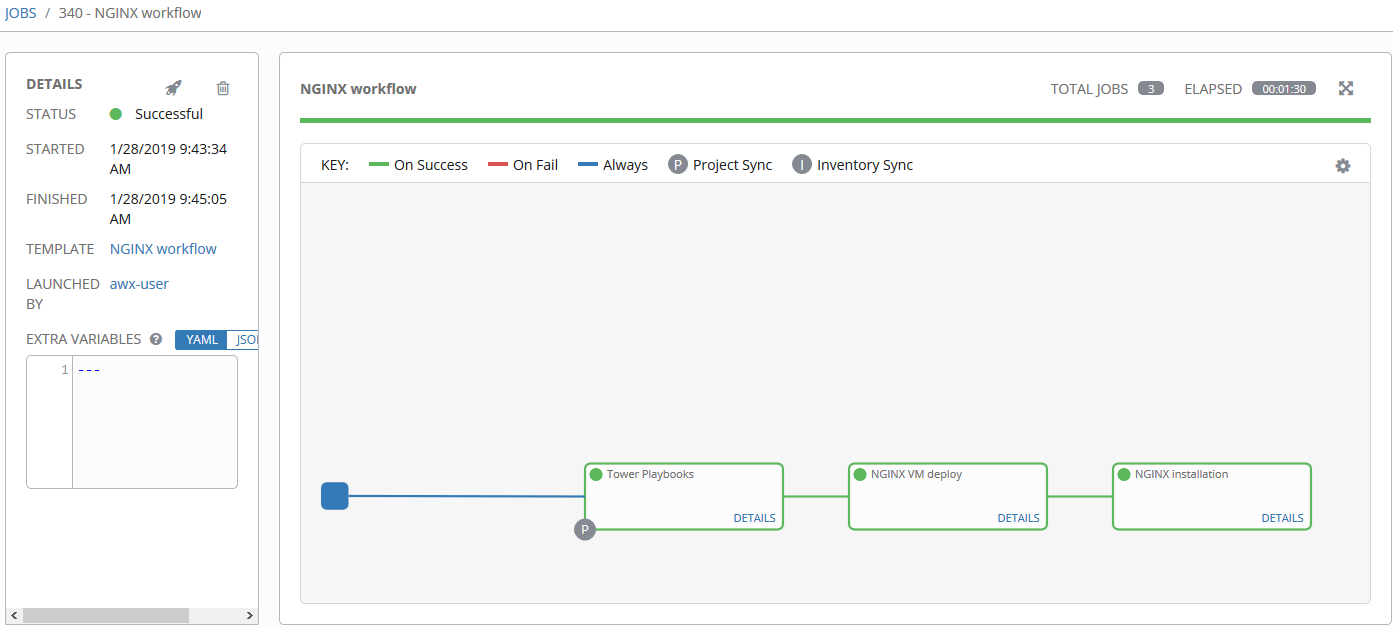 JOBS / 340 - NGINX workflow
DETAILS
STATUS Successful
STARTED 1/28/2019 9:43:34
AM
FINISHED 1/28/2019 9:45:05
AM
TEMPLATE NGINX workflow
LAUNCHED awx-user
BY
EXTRA VARIABLES ? YAML JSO
1 ---
NGINX workflow TOTAL JOBS 3 ELAPSED 00:01:30
KEY: On Success On Fail Always P Project Sync I Inventory Sync
Tower Playbooks
DETAILS
P
NGINX VM deploy
DETAILS
NGINX installation
DETAILS